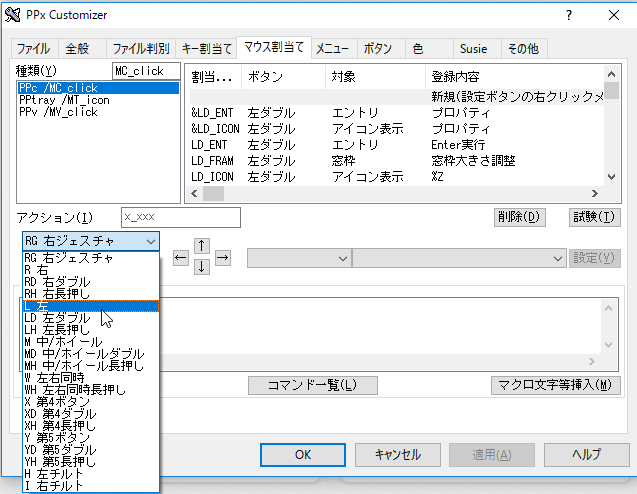 PPx Customizer
ファイル 全般 ファイル判別 キー割当て マウス割当て メニュー ボタン 色 Susie その他
種類(Y) MC_click
PPc /MC_click
PPtray /MT_icon
PPv /MV_click
割当... ボタン 対象 登録内容
新規(設定ボタンの右クリックメ
&LD_ENT 左ダブル エントリ プロパティ
&LD_ICON 左ダブル アイコン表示 プロパティ
LD_ENT 左ダブル エントリ Enter実行
LD_FRAM 左ダブル 窓枠 窓枠大きさ調整
LD_ICON 左ダブル アイコン表示 %Z
アクション(I) x_xxx 削除(D) 試験(T)
RG 右ジェスチャ ← ↑ ↓ → 設定(V)
RG 右ジェスチャ
R 右
RD 右ダブル
RH 右長押し
L 左
LD 左ダブル
LH 左長押し
M 中/ホイール
MD 中/ホイールダブル
MH 中/ホイール長押し
W 左右同時
WH 左右同時長押し
X 第4ボタン
XD 第4ダブル
XH 第4長押し
Y 第5ボタン
YD 第5ダブル
YH 第5長押し
H 左チルト
I 右チルト
コマンド一覧(L) マクロ文字等挿入(M)
OK キャンセル 適用(A) ヘルプ